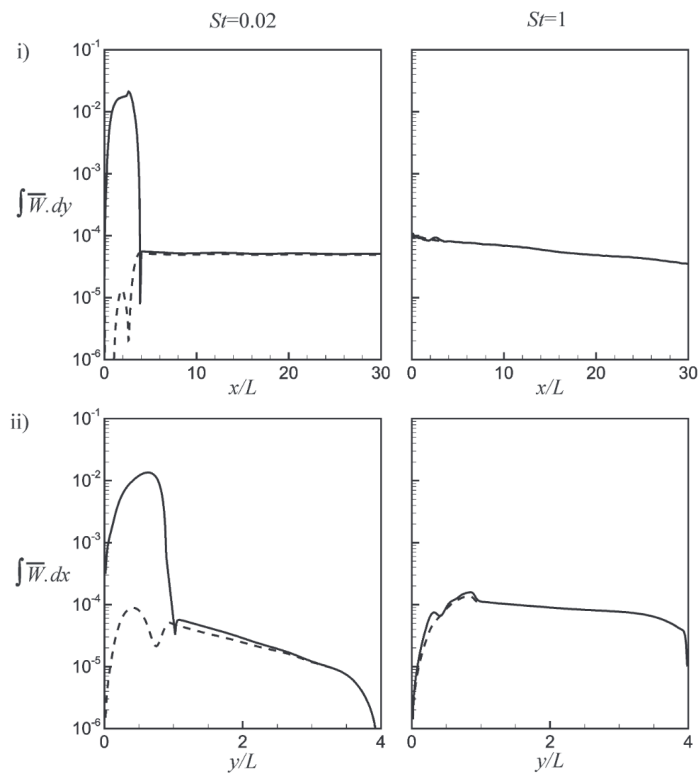 St=0.02 St=1
i)
10⁻¹
10⁻²
10⁻³
∫W̅.dy
10⁻⁴
10⁻⁵
10⁻⁶
0 10 20 30 0 10 20 30
x/L x/L
ii)
10⁻¹
10⁻²
10⁻³
∫W̅.dx
10⁻⁴
10⁻⁵
10⁻⁶
0 2 4 0 2 4
y/L y/L